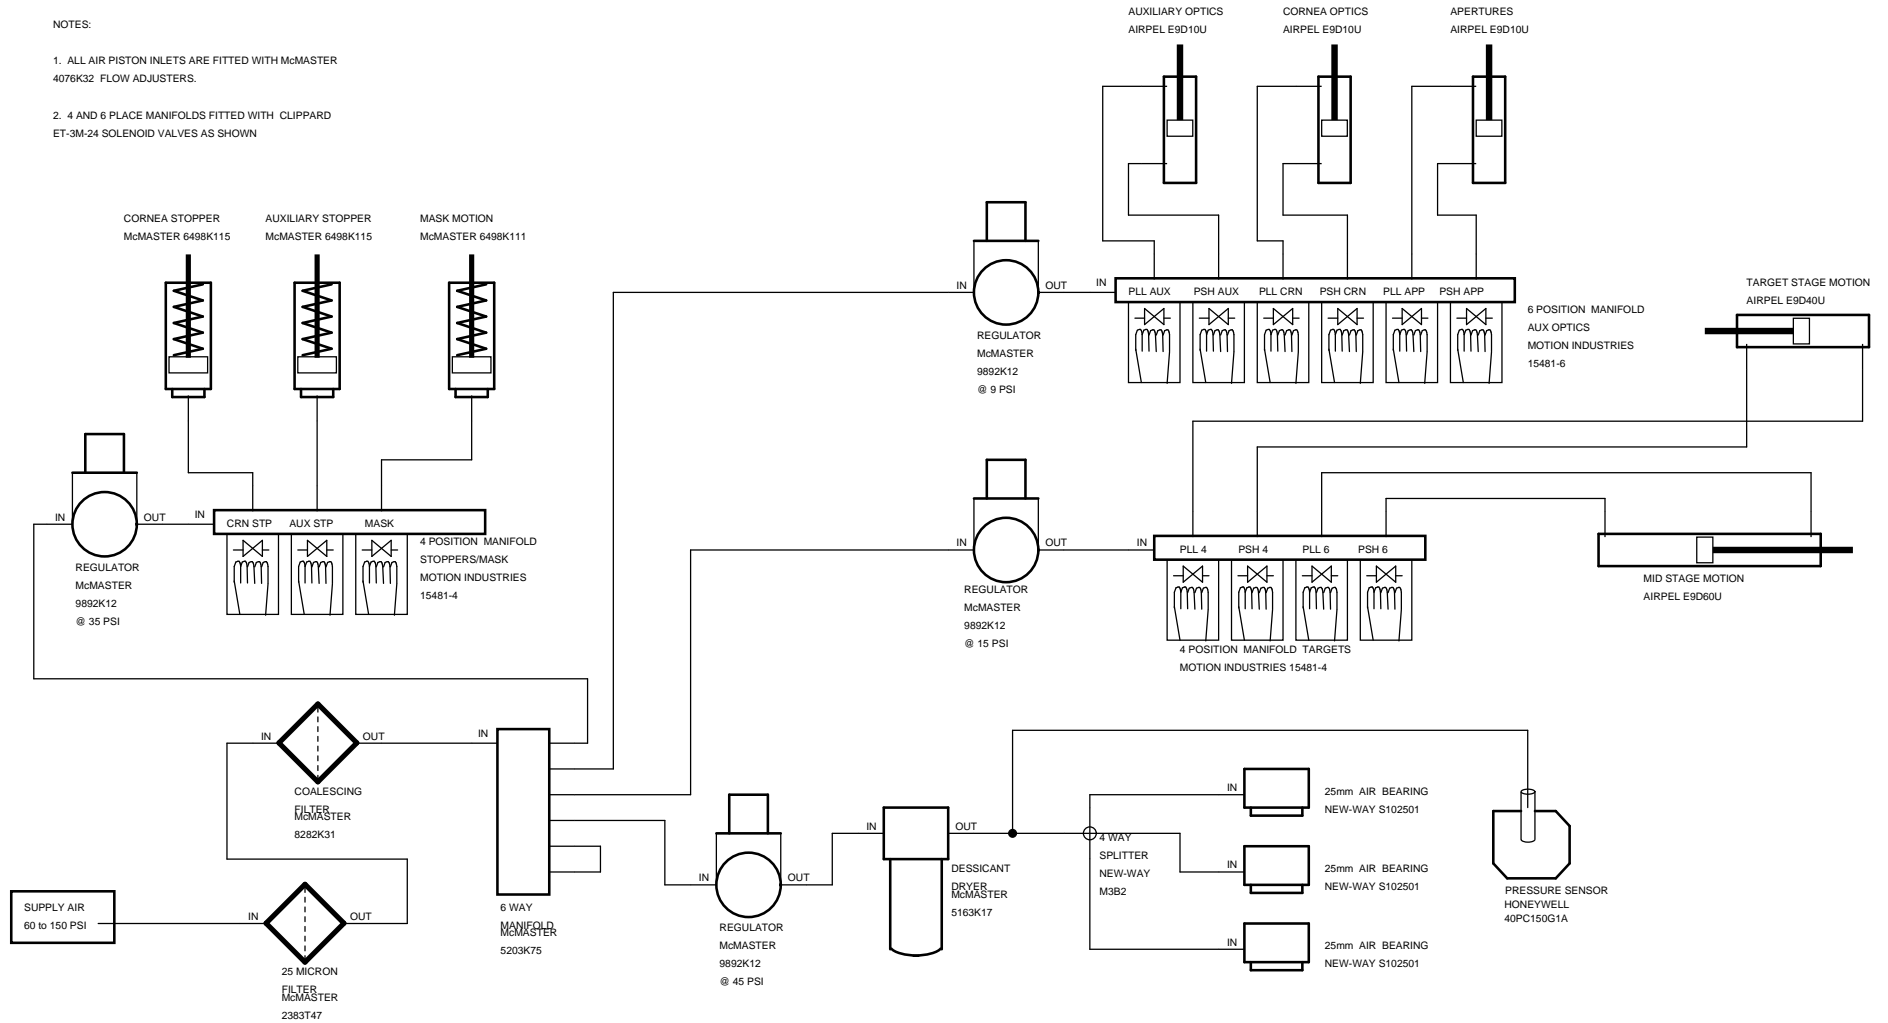 NOTES:
1. ALL AIR PISTON INLETS ARE FITTED WITH McMASTER
4076K32 FLOW ADJUSTERS.
2. 4 AND 6 PLACE MANIFOLDS FITTED WITH CLIPPARD
ET-3M-24 SOLENOID VALVES AS SHOWN
AUXILIARY OPTICS
AIRPEL E9D10U
CORNEA OPTICS
AIRPEL E9D10U
APERTURES
AIRPEL E9D10U
CORNEA STOPPER
McMASTER 6498K115
AUXILIARY STOPPER
McMASTER 6498K115
MASK MOTION
McMASTER 6498K111
IN
OUT
IN
REGULATOR
McMASTER
9892K12
@ 9 PSI
PLL AUX
PSH AUX
PLL CRN
PSH CRN
PLL APP
PSH APP
6 POSITION MANIFOLD
AUX OPTICS
MOTION INDUSTRIES
15481-6
TARGET STAGE MOTION
AIRPEL E9D40U
IN
OUT
IN
REGULATOR
McMASTER
9892K12
@ 35 PSI
CRN STP
AUX STP
MASK
4 POSITION MANIFOLD
STOPPERS/MASK
MOTION INDUSTRIES
15481-4
IN
OUT
IN
REGULATOR
McMASTER
9892K12
@ 15 PSI
PLL 4
PSH 4
PLL 6
PSH 6
4 POSITION MANIFOLD TARGETS
MOTION INDUSTRIES 15481-4
MID STAGE MOTION
AIRPEL E9D60U
IN
OUT
IN
COALESCING
FILTER
McMASTER
8282K31
SUPPLY AIR
60 to 150 PSI
IN
OUT
25 MICRON
FILTER
McMASTER
2383T47
6 WAY
MANIFOLD
McMASTER
5203K75
IN
OUT
REGULATOR
McMASTER
9892K12
@ 45 PSI
IN
OUT
DESSICANT
DRYER
McMASTER
5163K17
4 WAY
SPLITTER
NEW-WAY
M3B2
IN
25mm AIR BEARING
NEW-WAY S102501
IN
25mm AIR BEARING
NEW-WAY S102501
IN
25mm AIR BEARING
NEW-WAY S102501
PRESSURE SENSOR
HONEYWELL
40PC150G1A